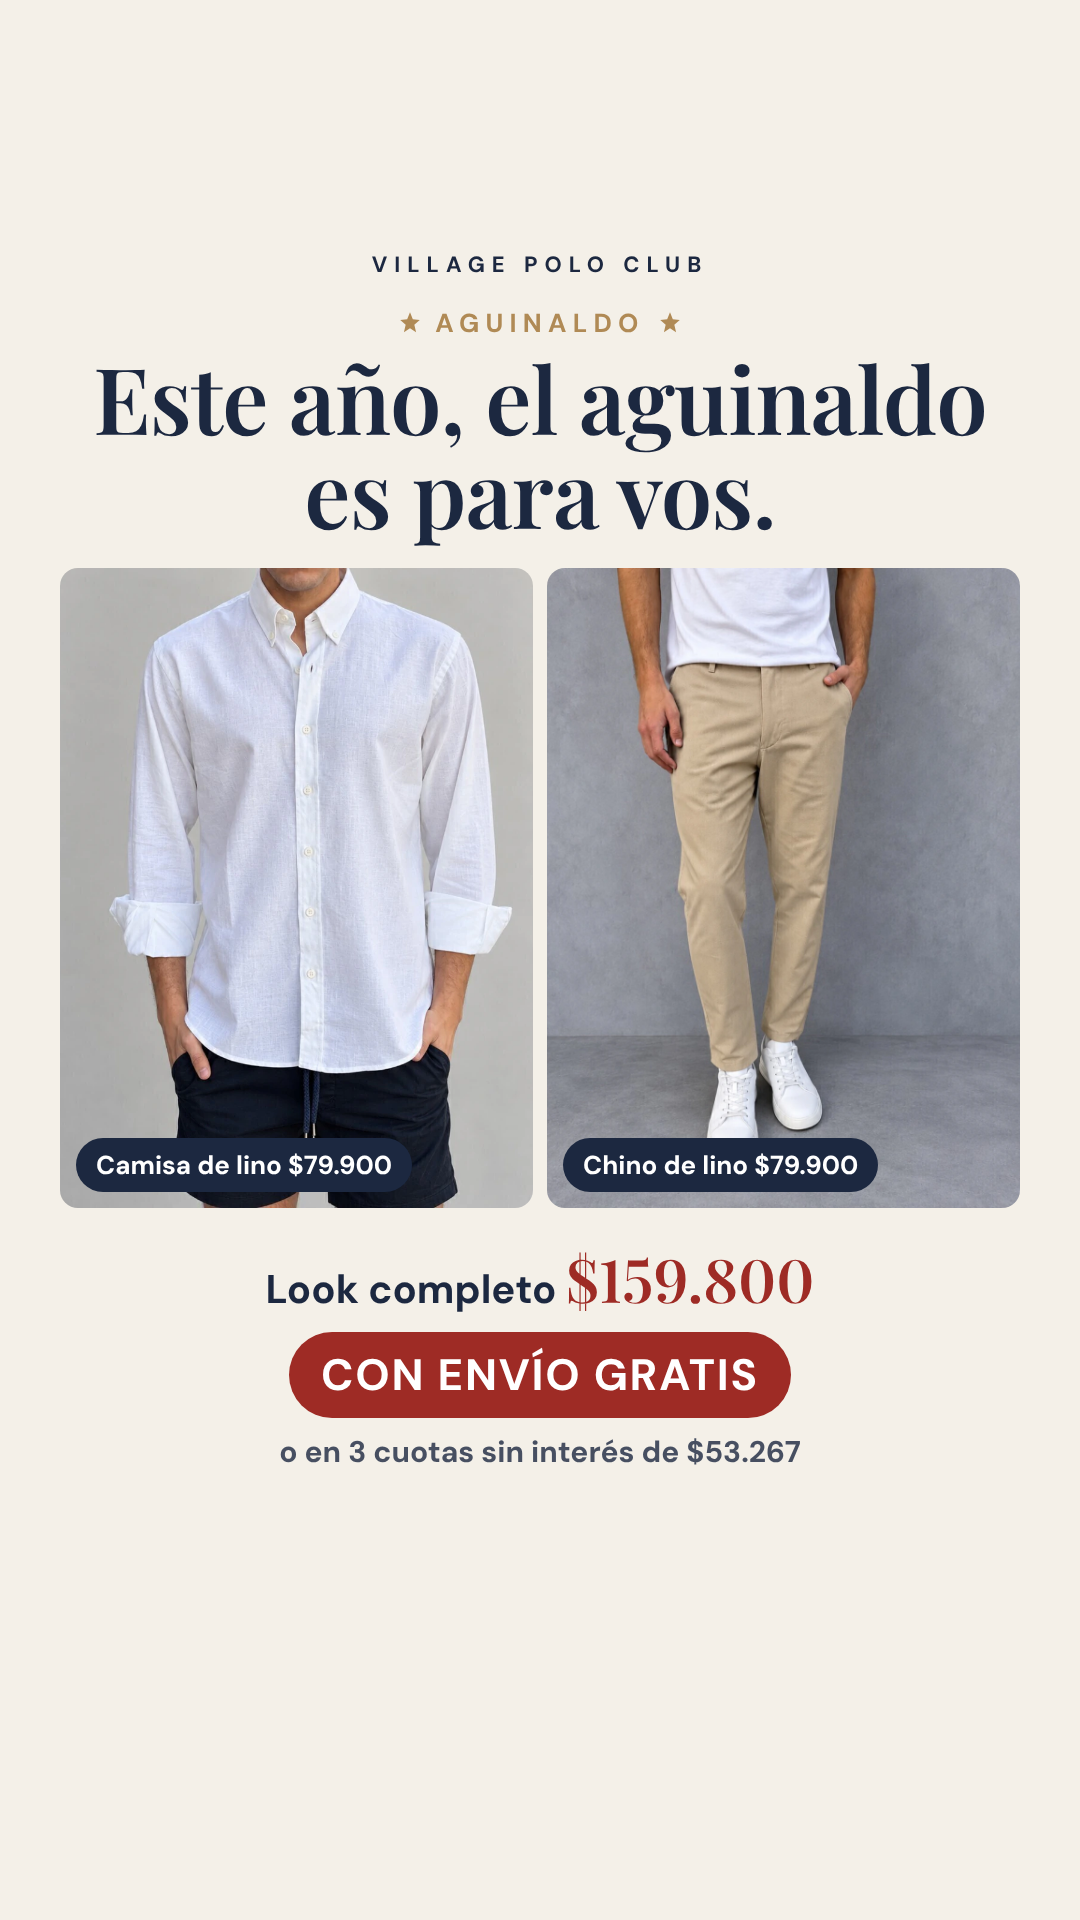 VILLAGE POLO CLUB
★ AGUINALDO ★
Este año, el aguinaldo
es para vos.
Camisa de lino $79.900
Chino de lino $79.900
Look completo $159.800
CON ENVÍO GRATIS
o en 3 cuotas sin interés de $53.267